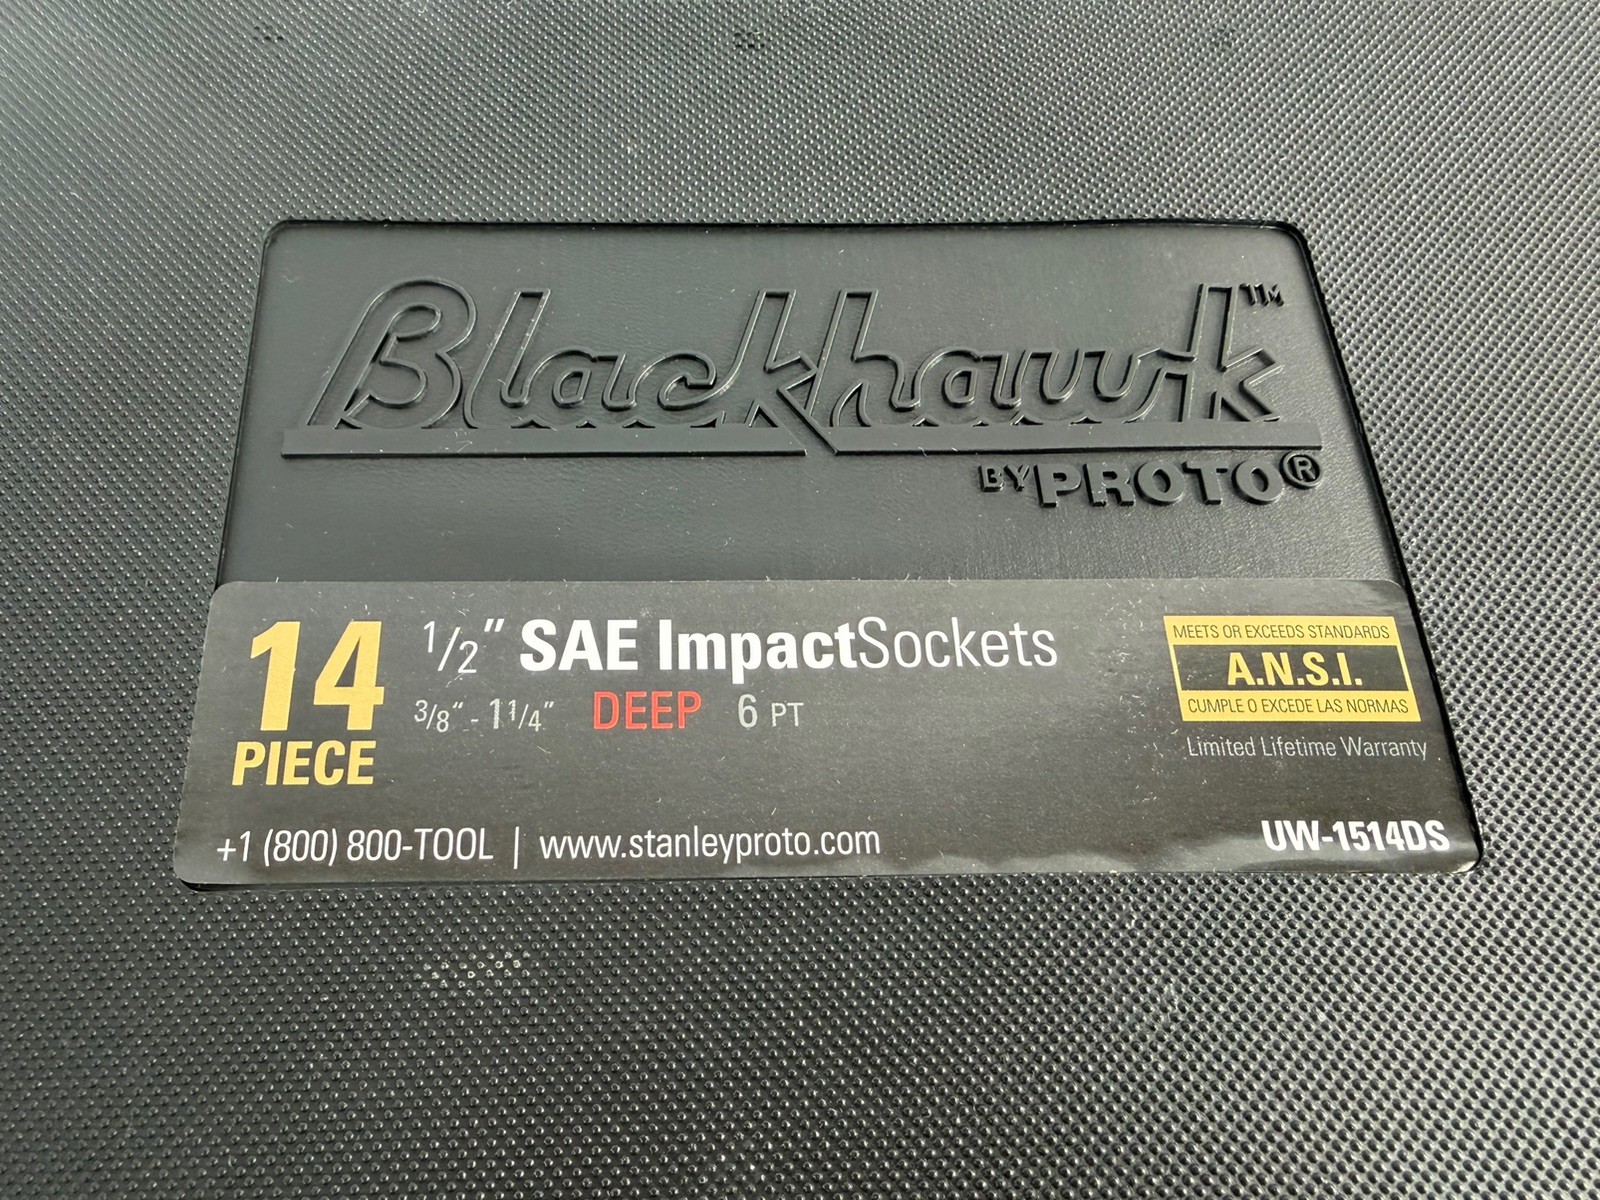 Blackhawk™
BY PROTO®
14 PIECE
1/2" SAE ImpactSockets
3/8" - 1 1/4" DEEP 6 PT
MEETS OR EXCEEDS STANDARDS
A.N.S.I.
CUMPLE O EXCEDE LAS NORMAS
Limited Lifetime Warranty
+1 (800) 800-TOOL | www.stanleyproto.com
UW-1514DS